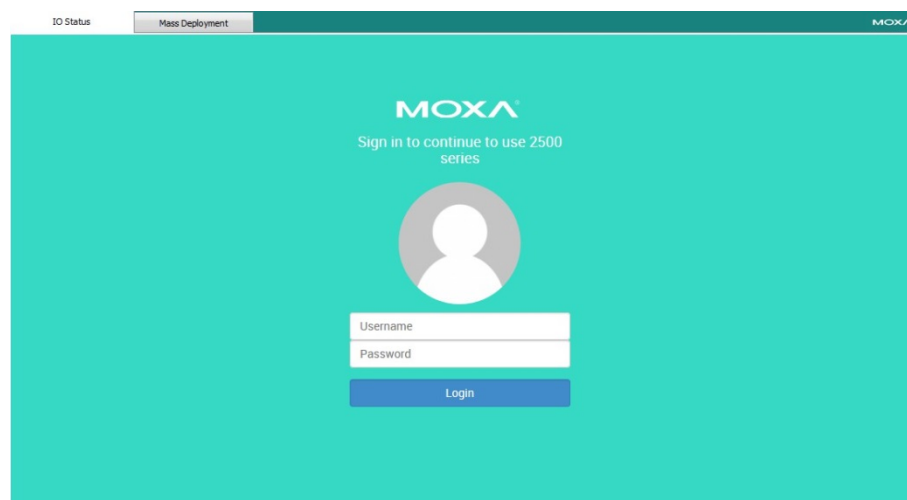 IO Status
Mass Deployment
MOXA
MOXA®
Sign in to continue to use 2500
series
Username
Password
Login